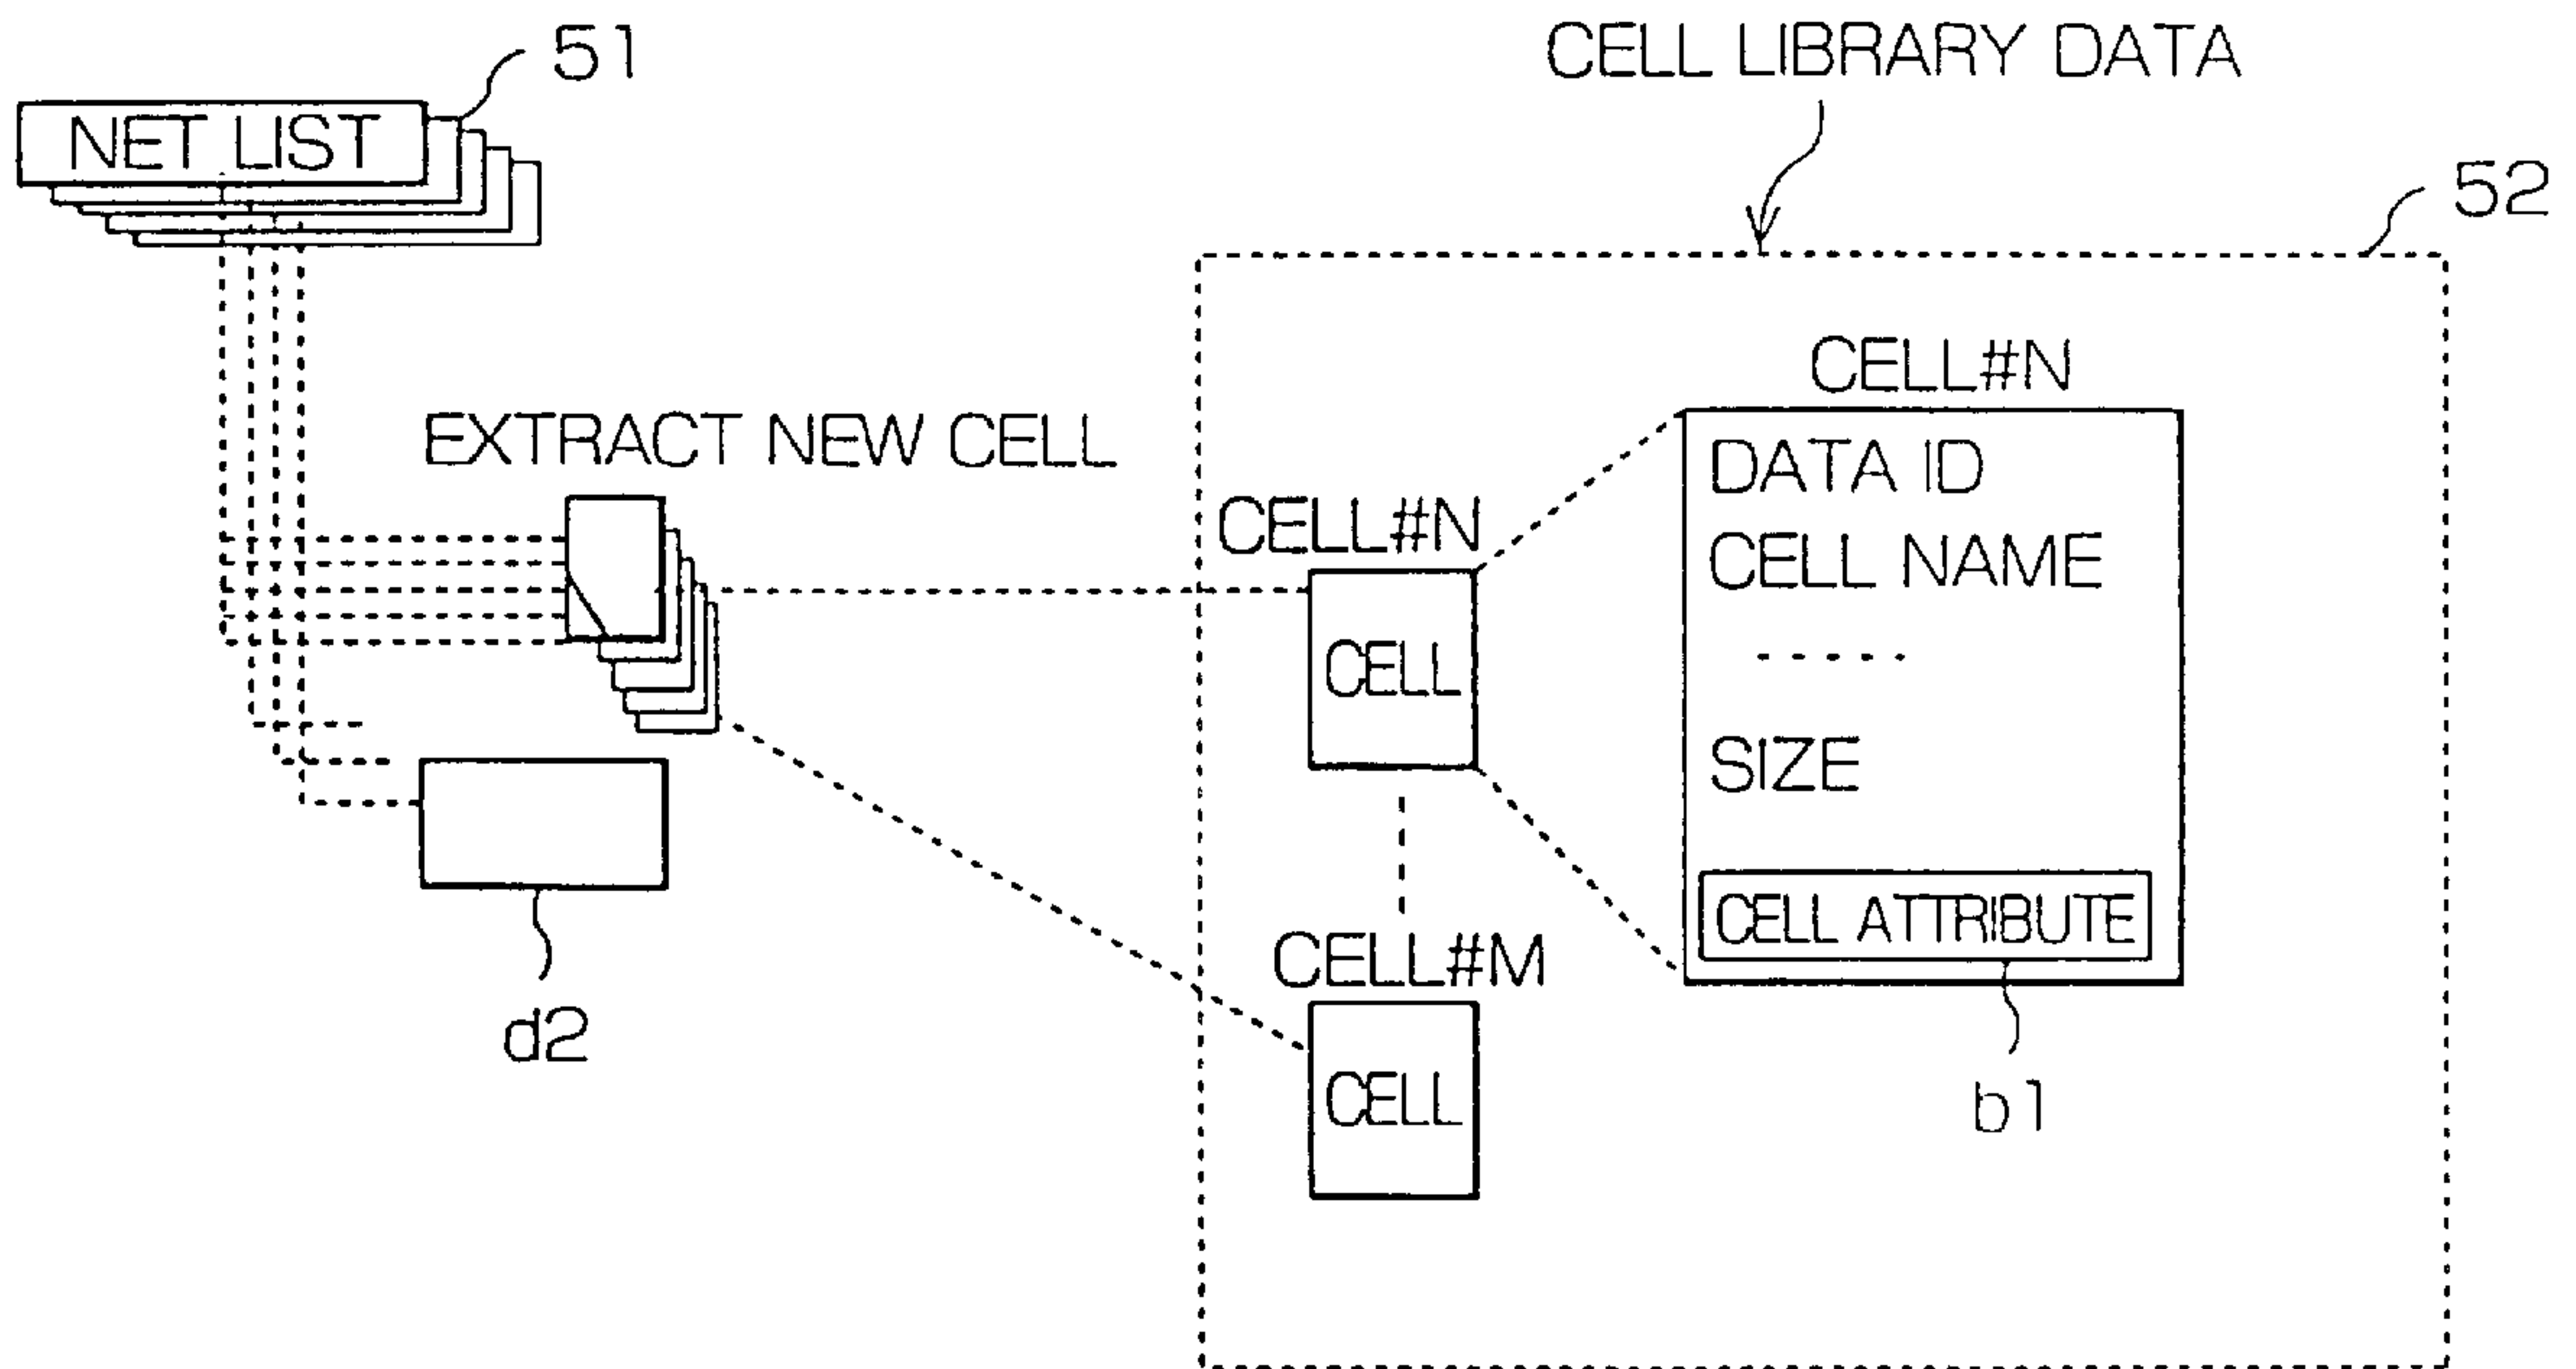 51
CELL LIBRARY DATA
NET LIST
52
CELL#N
EXTRACT NEW CELL
DATA ID
CELL#N
CELL NAME
CELL
- - - - -
SIZE
CELL ATTRIBUTE
CELL#M
d2
CELL
b1